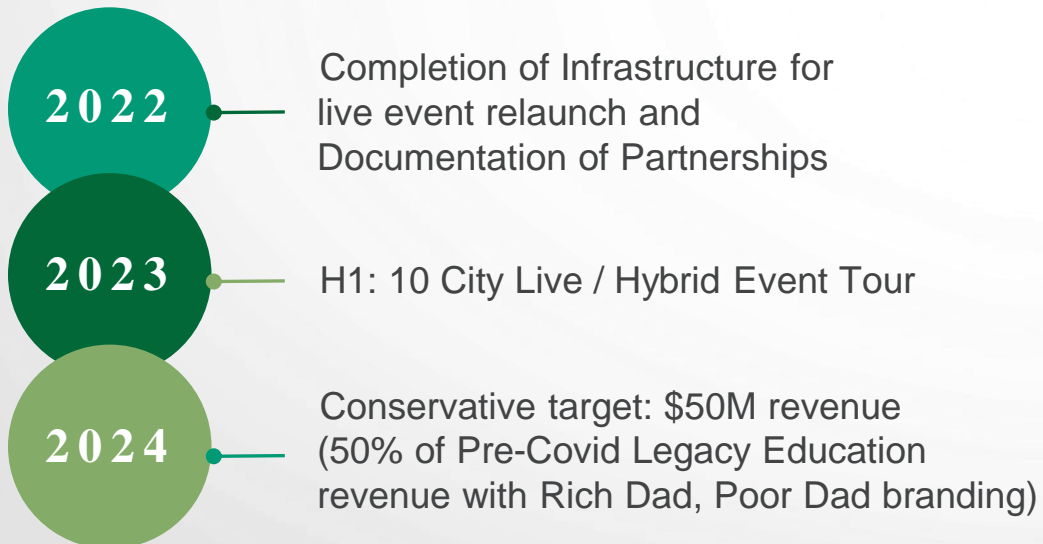 2022
Completion of Infrastructure for
live event relaunch and
Documentation of Partnerships
2023
H1: 10 City Live / Hybrid Event Tour
2024
Conservative target: $50M revenue
(50% of Pre-Covid Legacy Education
revenue with Rich Dad, Poor Dad branding)